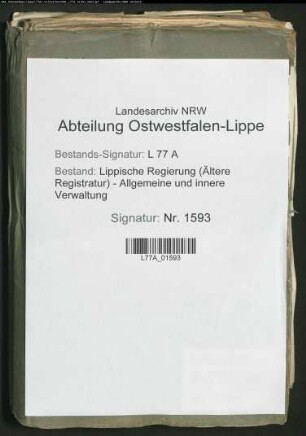 Landesarchiv NRW
Abteilung Ostwestfalen-Lippe
Bestands-Signatur: L 77 A
Bestand: Lippische Regierung (Ältere
Registratur) - Allgemeine und innere
Verwaltung
Signatur: Nr. 1593
L77A_01593